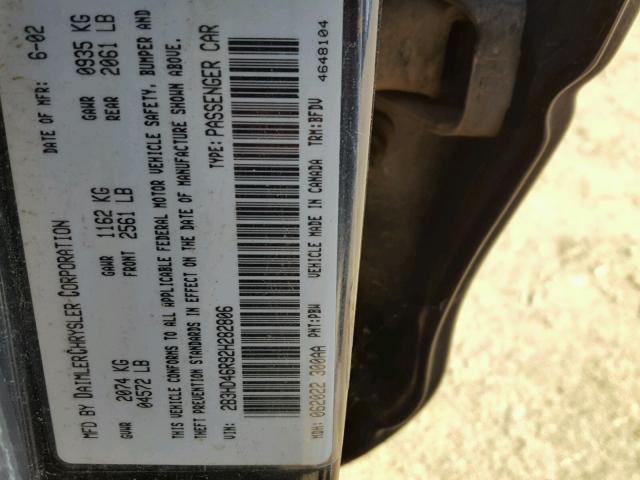 MFD BY DAIMLERCHRYSLER CORPORATION DATE OF MFR: 6-02
GVWR 2074 KG GAWR 1162 KG GAWR 0935 KG
04572 LB FRONT 2561 LB REAR 2061 LB
THIS VEHICLE CONFORMS TO ALL APPLICABLE FEDERAL MOTOR VEHICLE SAFETY, BUMPER AND
THEFT PREVENTION STANDARDS IN EFFECT ON THE DATE OF MANUFACTURE SHOWN ABOVE.
VIN: 2B3HD46R92H282806 TYPE: PASSENGER CAR
MDH: 062022 300AA PNT:PBW VEHICLE MADE IN CANADA TRM:BFDV 4648104